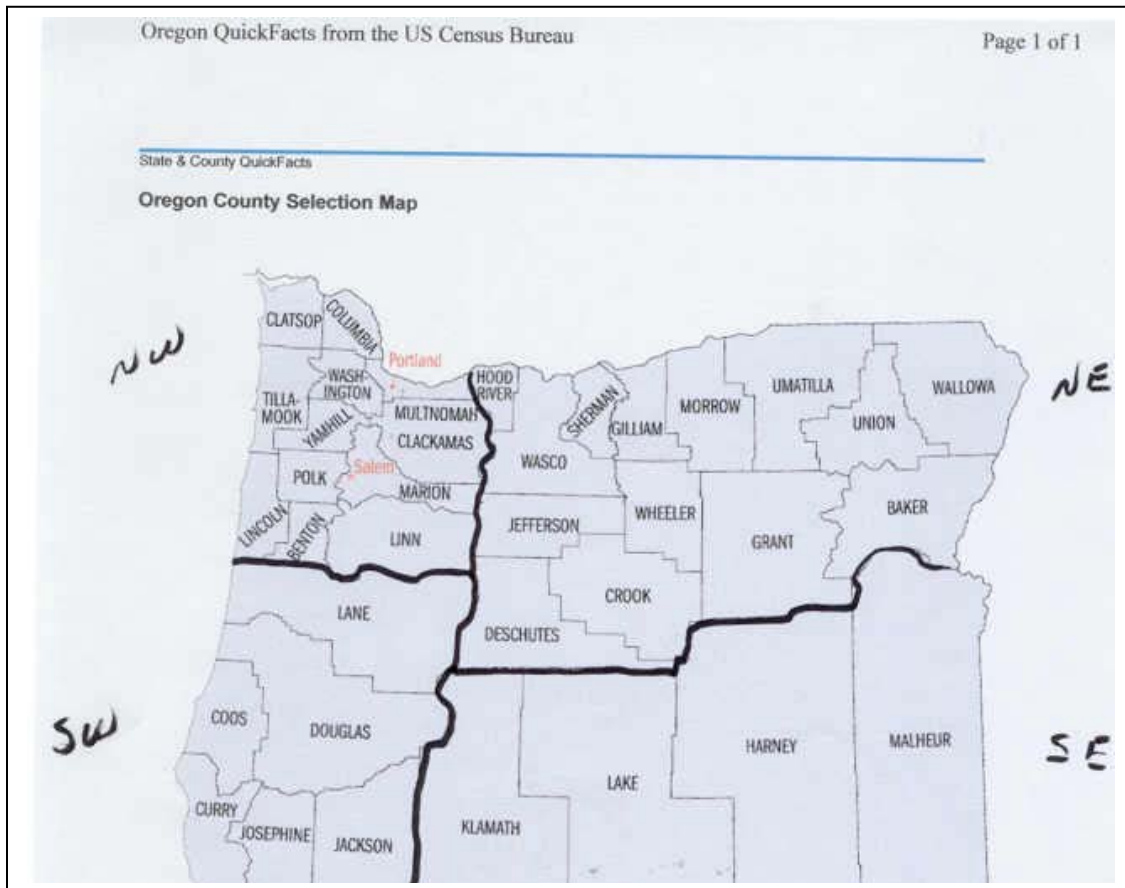 Oregon QuickFacts from the US Census Bureau
Page 1 of 1
State & County QuickFacts
Oregon County Selection Map
NW
CLATSOP
COLUMBIA
Portland
WASH-
INGTON
TILLA-
MOOK
YAMHILL
MULTNOMAH
CLACKAMAS
HOOD
RIVER
SHERMAN
GILLIAM
MORROW
UMATILLA
UNION
WALLOWA
NE
POLK
Salem
MARION
WASCO
LINCOLN
BENTON
LINN
JEFFERSON
WHEELER
GRANT
BAKER
LANE
DESCHUTES
CROOK
SW
COOS
DOUGLAS
HARNEY
MALHEUR
SE
CURRY
JOSEPHINE
JACKSON
KLAMATH
LAKE